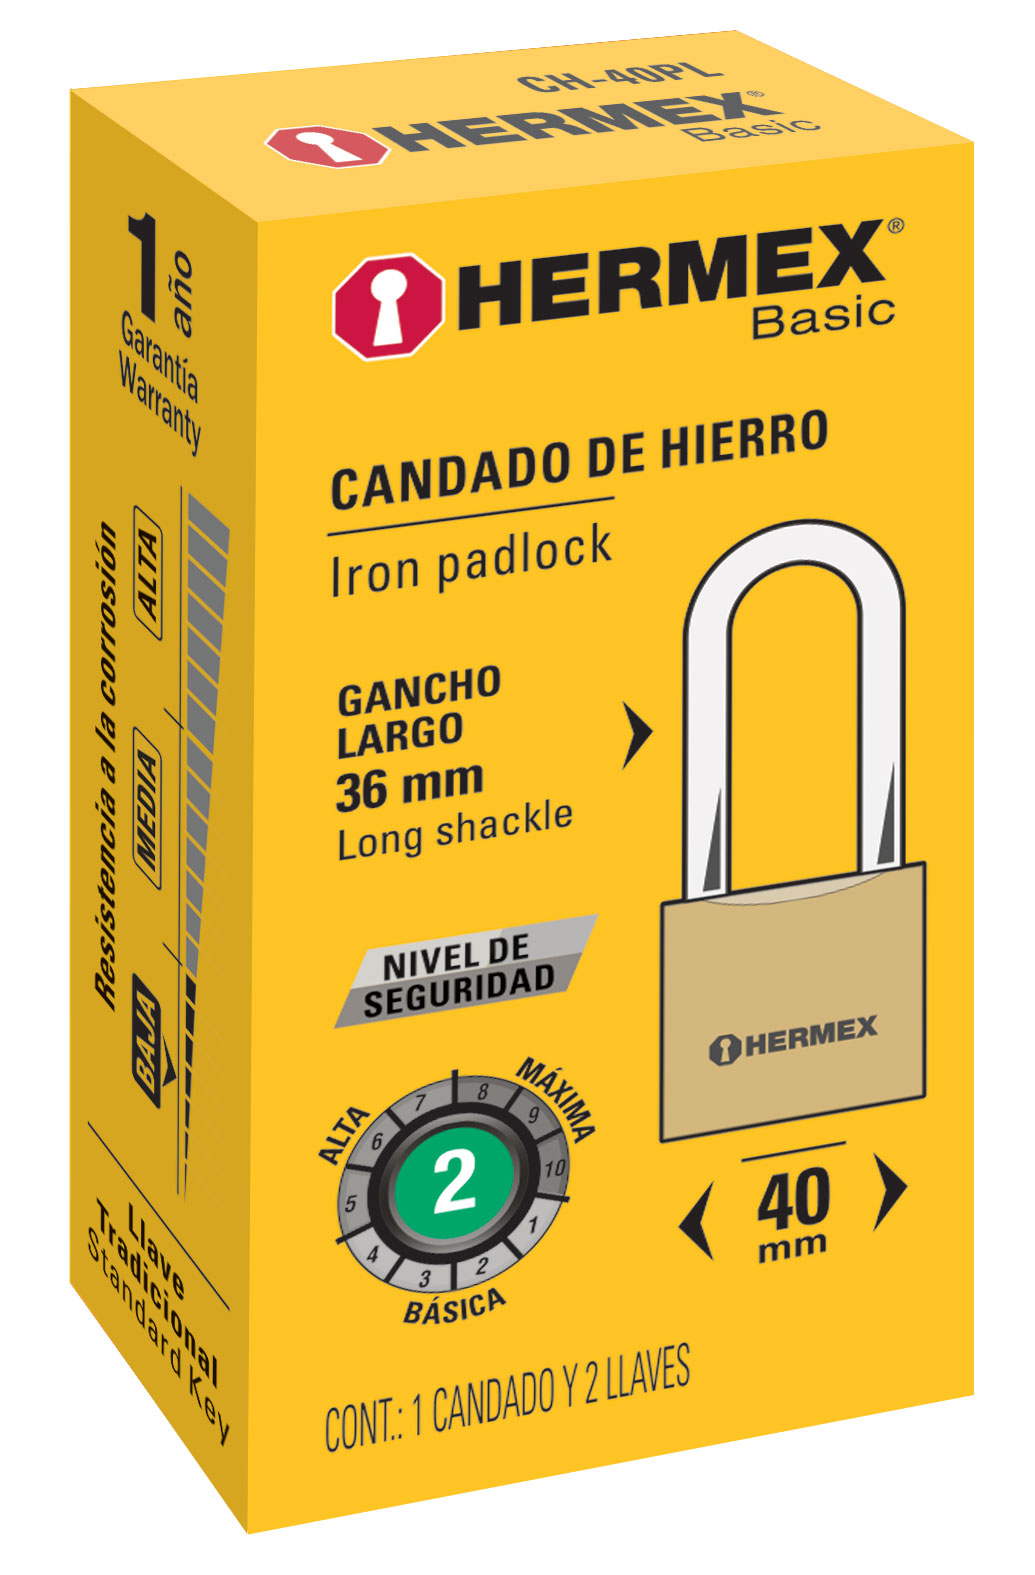 CH-40PL
HERMEX®
Basic
HERMEX®
Basic
CANDADO DE HIERRO
Iron padlock
GANCHO
LARGO
36 mm
Long shackle
NIVEL DE
SEGURIDAD
ALTA
MÁXIMA
BÁSICA
1
2
3
4
5
6
7
8
9
10
2
HERMEX
40
mm
CONT.: 1 CANDADO Y 2 LLAVES
1 año
Garantía
Warranty
Resistencia a la corrosión
ALTA
MEDIA
BAJA
Llave
Tradicional
Standard Key